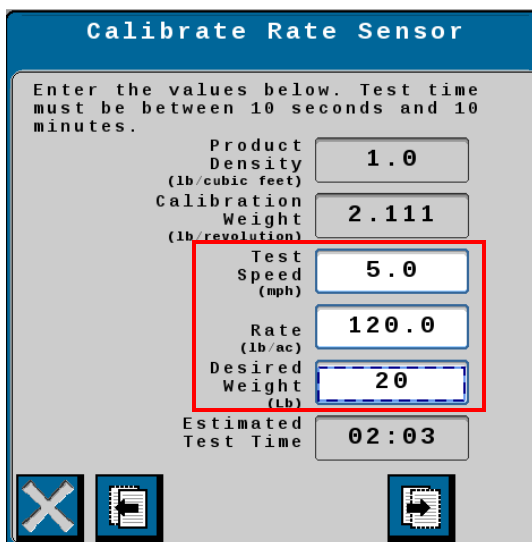 Calibrate Rate Sensor
Enter the values below. Test time
must be between 10 seconds and 10
minutes.
Product
Density
(lb/cubic feet)
1.0
Calibration
Weight
(lb/revolution)
2.111
Test
Speed
(mph)
5.0
Rate
(lb/ac)
120.0
Desired
Weight
(Lb)
20
Estimated
Test Time
02:03